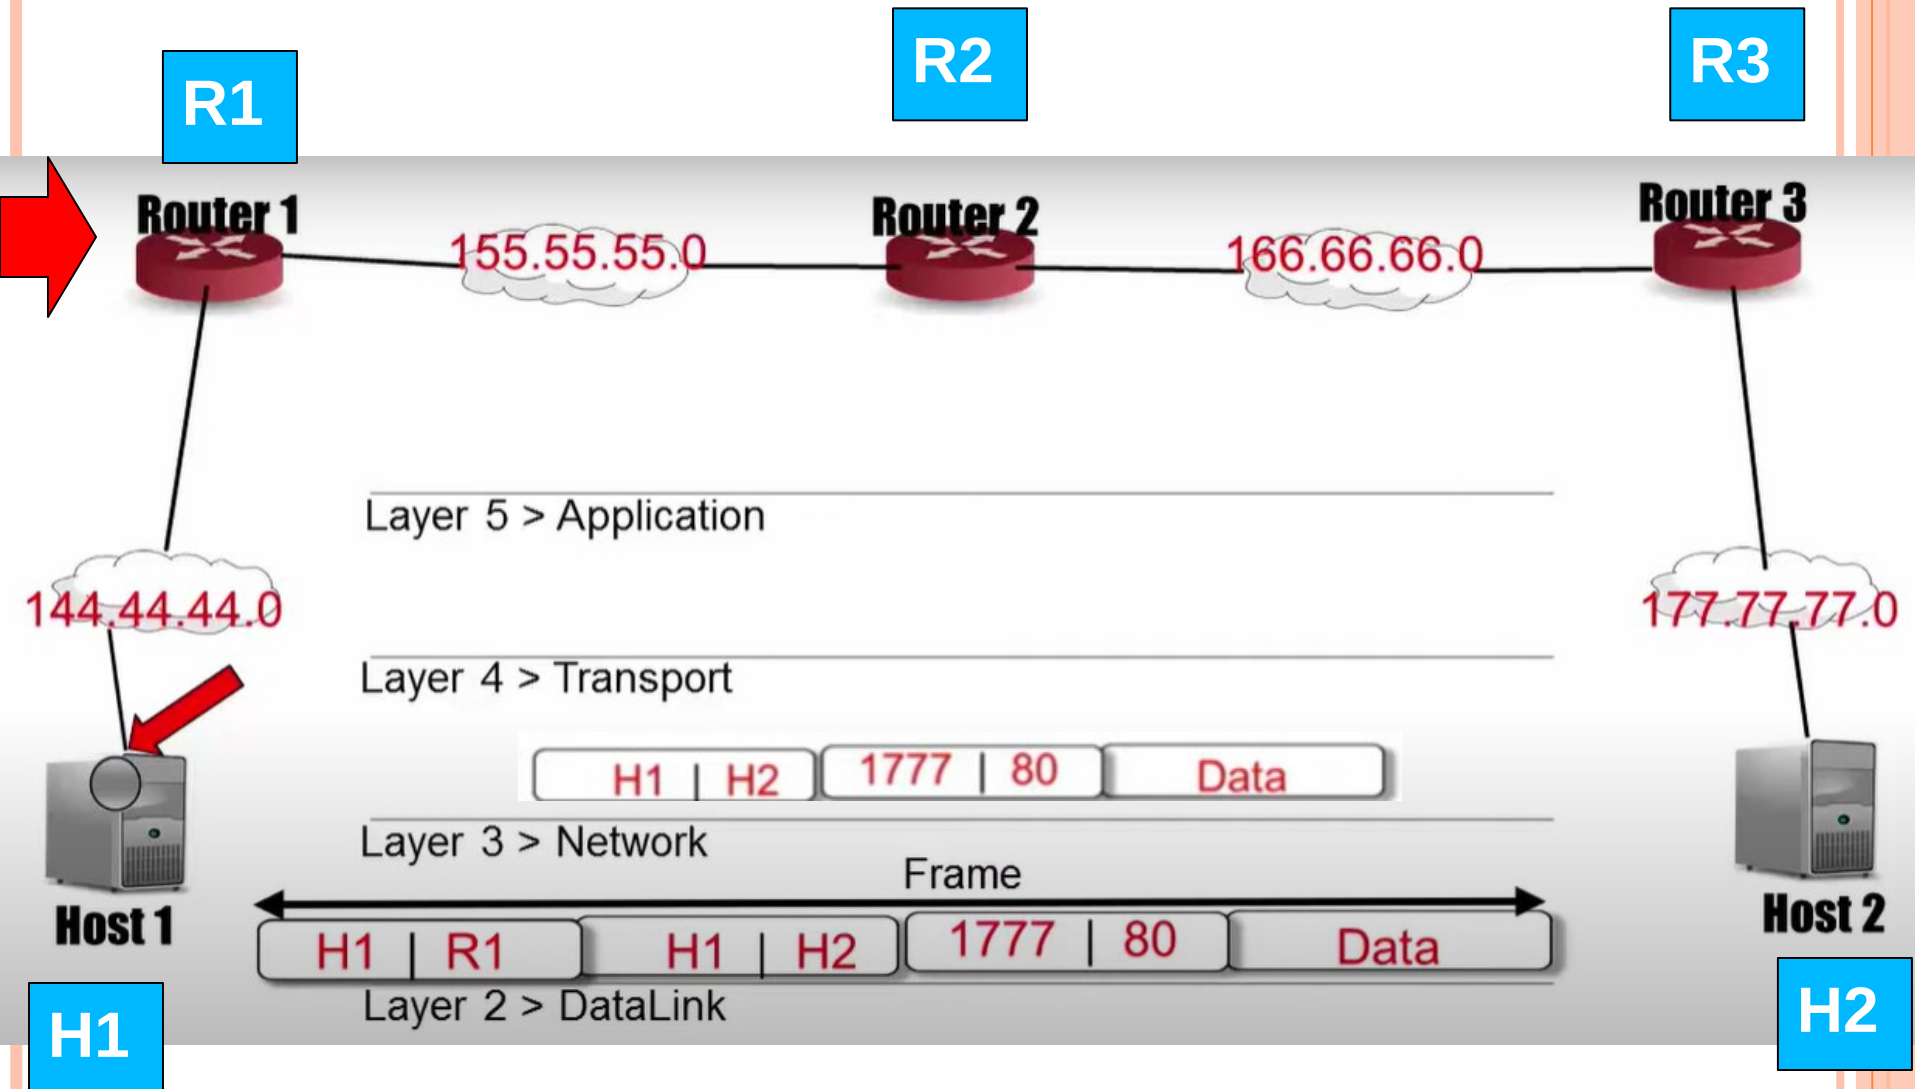 R1
R2
R3
Router 1
Router 2
Router 3
155.55.55.0
166.66.66.0
Layer 5 > Application
144.44.44.0
177.77.77.0
Layer 4 > Transport
H1 | H2 1777 | 80 Data
Layer 3 > Network
Frame
H1 | R1 H1 | H2 1777 | 80 Data
Layer 2 > DataLink
Host 1
Host 2
H1
H2